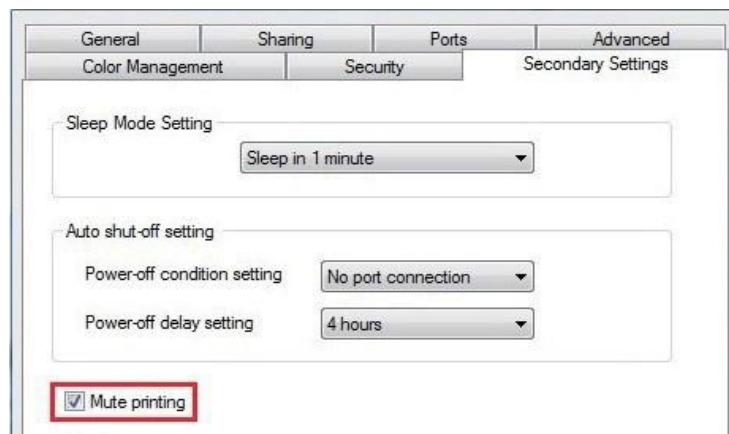 General Sharing Ports Advanced
Color Management Security Secondary Settings
Sleep Mode Setting
Sleep in 1 minute
Auto shut-off setting
Power-off condition setting No port connection
Power-off delay setting 4 hours
Mute printing